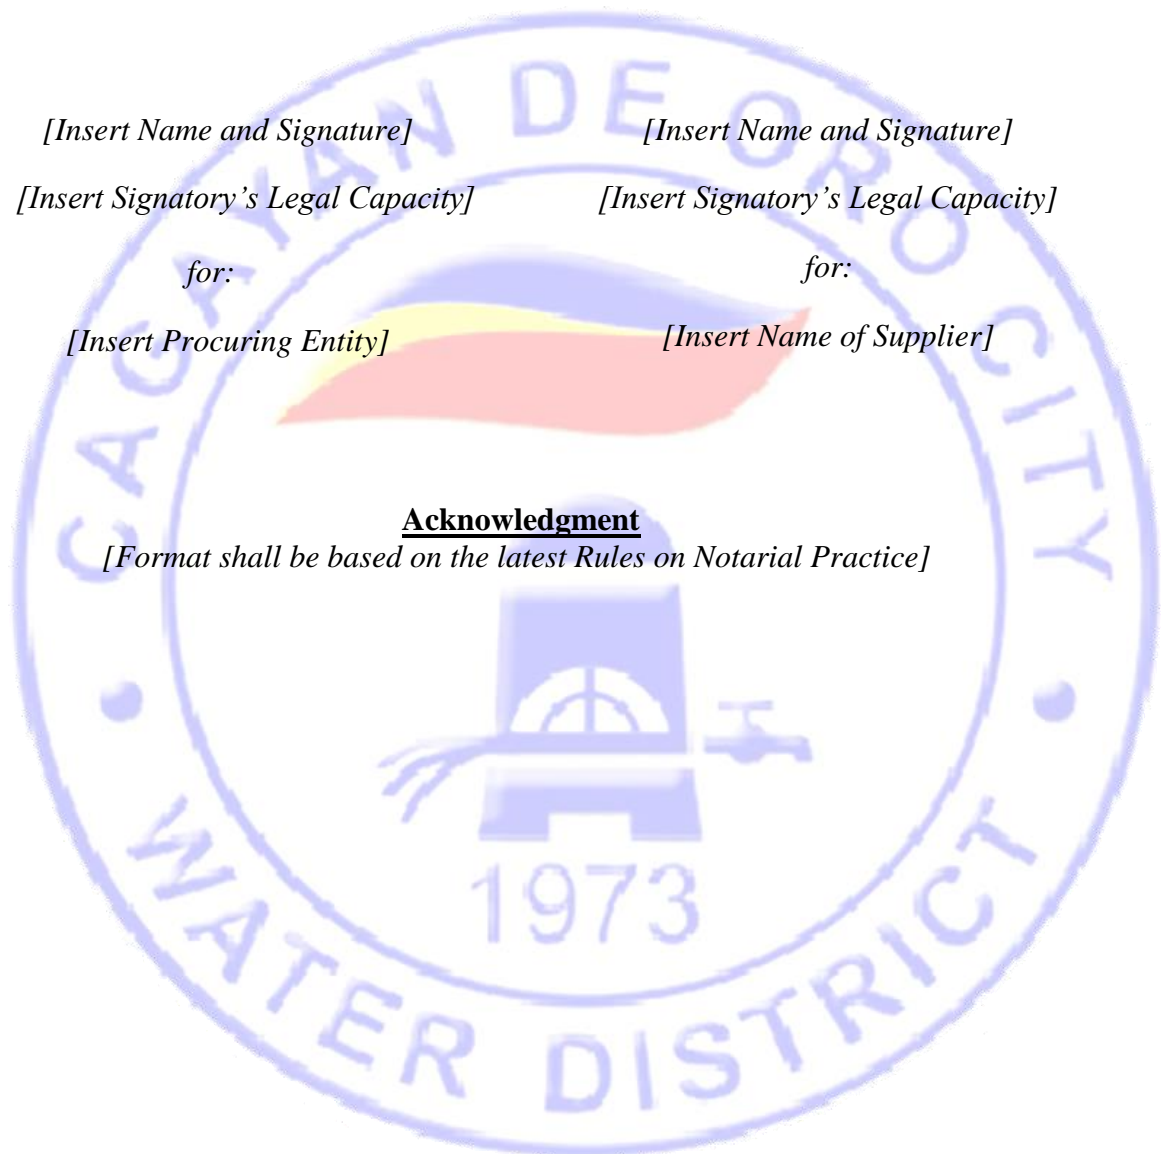 [Insert Name and Signature]
[Insert Signatory’s Legal Capacity]
for:
[Insert Procuring Entity]
[Insert Name and Signature]
[Insert Signatory’s Legal Capacity]
for:
[Insert Name of Supplier]
Acknowledgment
[Format shall be based on the latest Rules on Notarial Practice]
CAGAYAN DE ORO CITY
1973
WATER DISTRICT